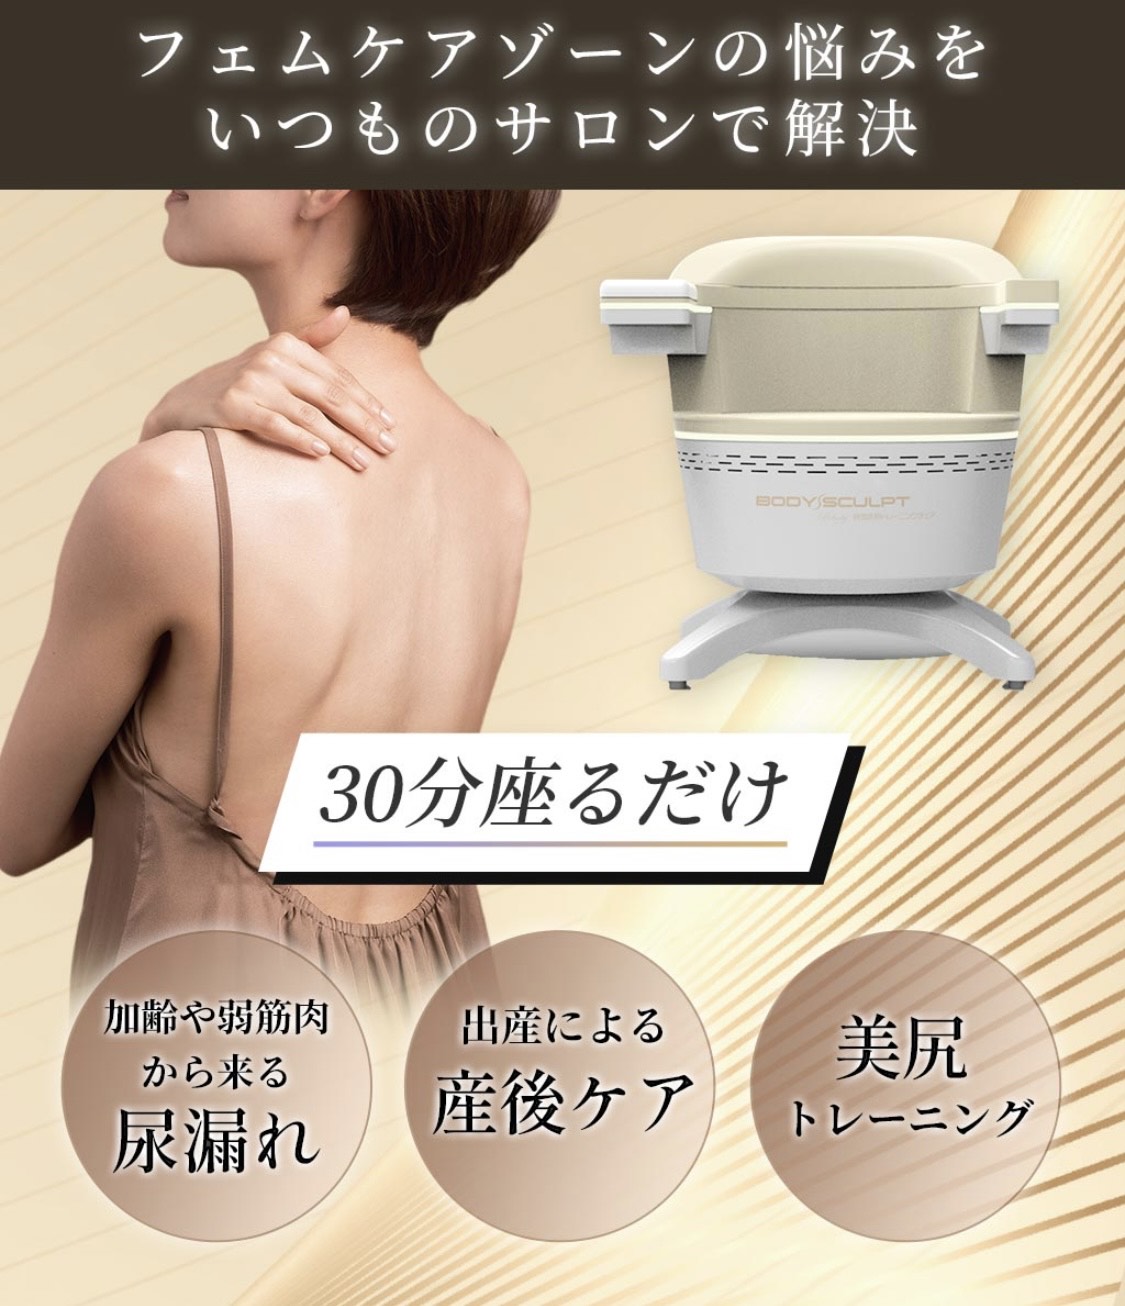 フェムケアゾーンの悩みを
いつものサロンで解決
BODY SCULPT
30分座るだけ
加齢や弱筋肉
から来る
尿漏れ
出産による
産後ケア
美尻
トレーニング